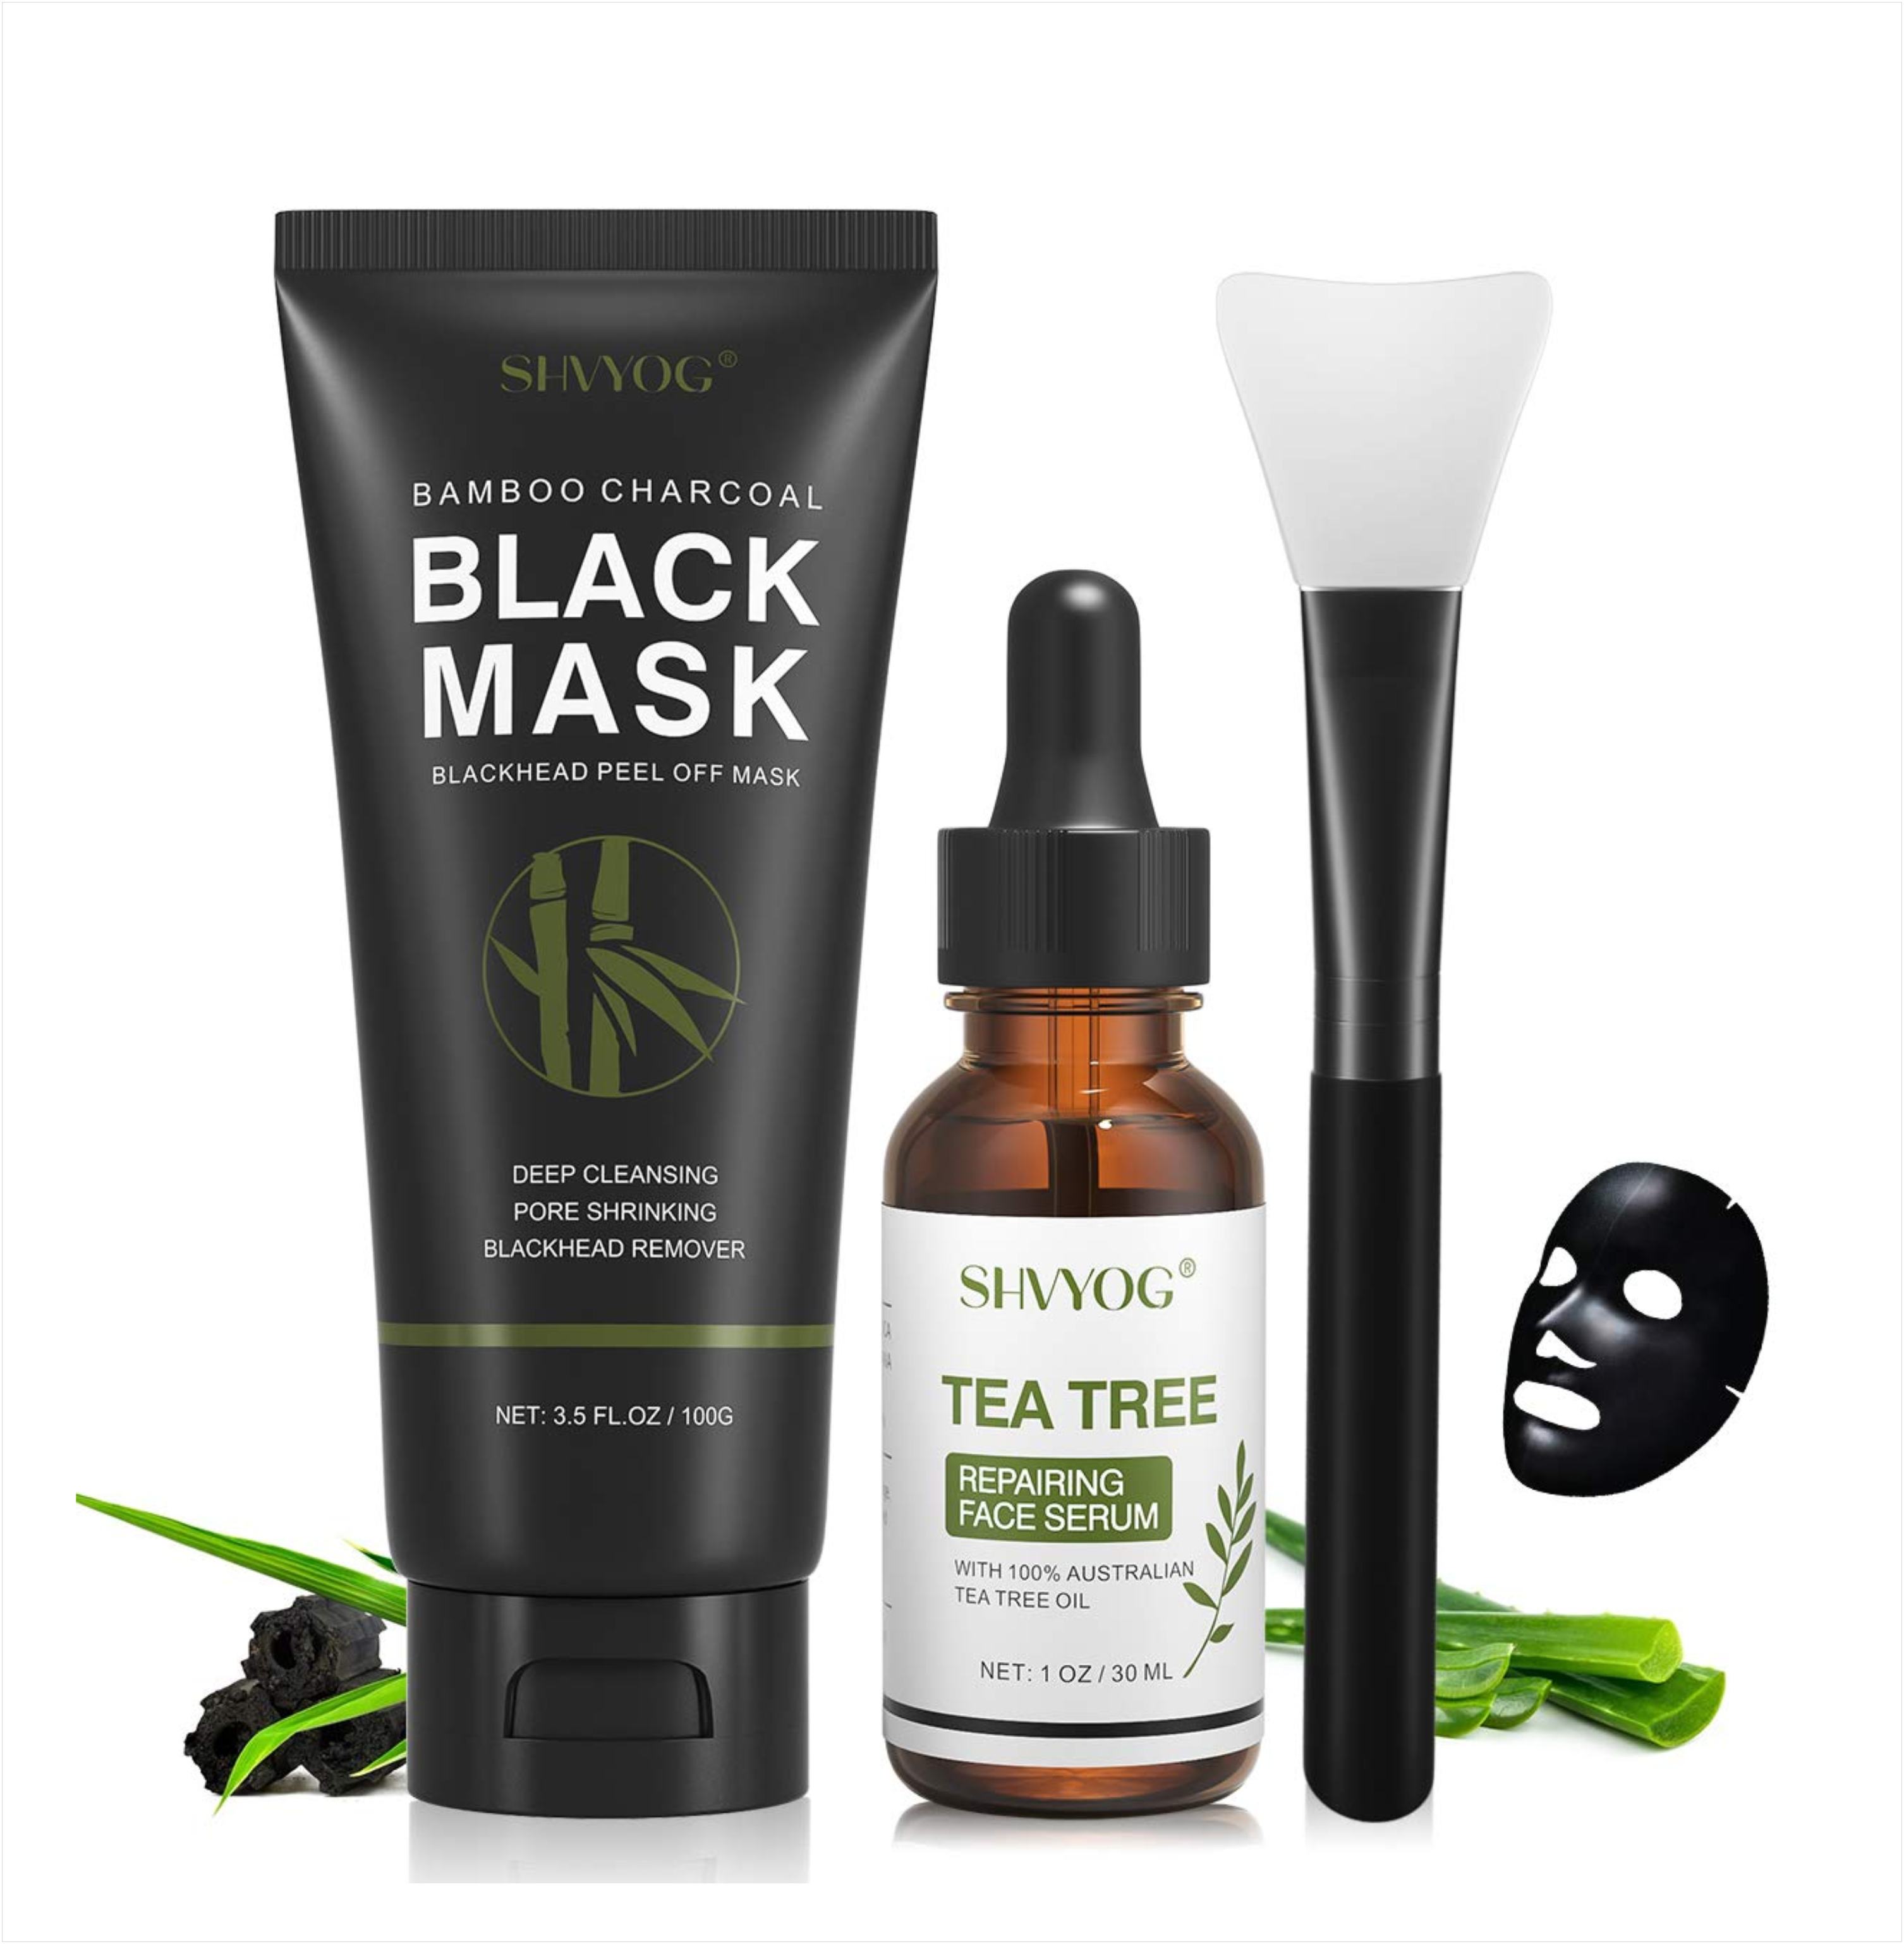 SHVYOG®
BAMBOO CHARCOAL
BLACK
MASK
BLACKHEAD PEEL OFF MASK
DEEP CLEANSING
PORE SHRINKING
BLACKHEAD REMOVER
NET: 3.5 FL.OZ / 100G
SHVYOG®
TEA TREE
REPAIRING
FACE SERUM
WITH 100% AUSTRALIAN
TEA TREE OIL
NET: 1 OZ / 30 ML